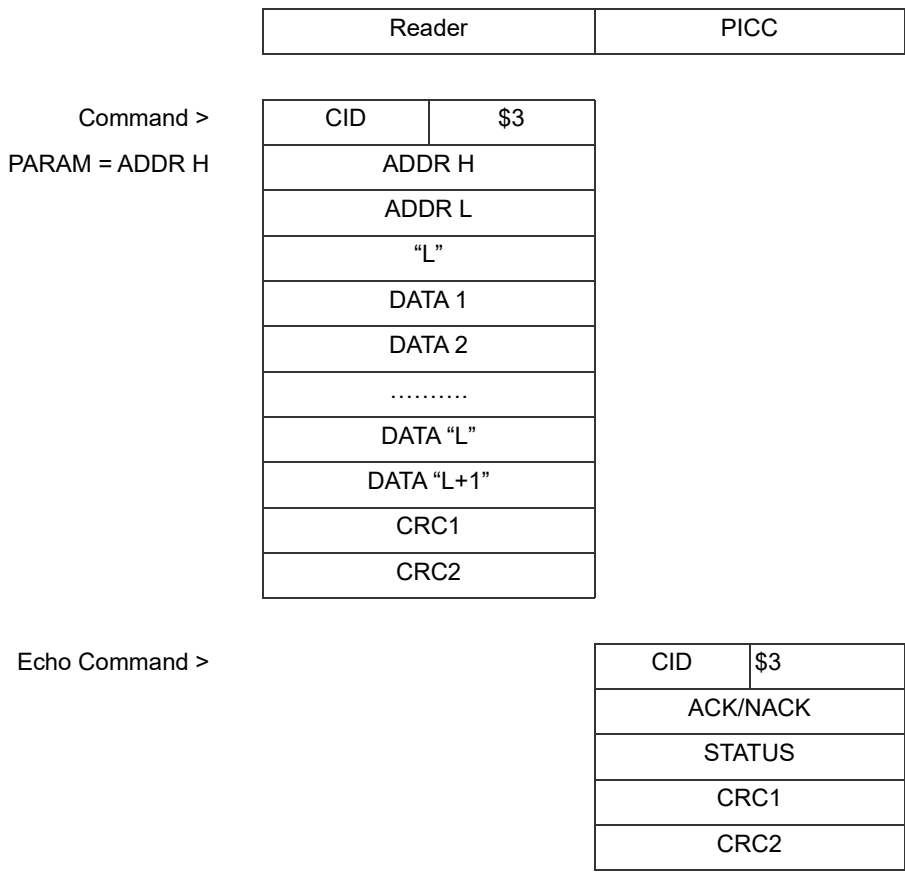 Reader PICC
Command > CID $3
PARAM = ADDR H ADDR H
ADDR L
“L”
DATA 1
DATA 2
……….
DATA “L”
DATA “L+1”
CRC1
CRC2
Echo Command > CID $3
ACK/NACK
STATUS
CRC1
CRC2